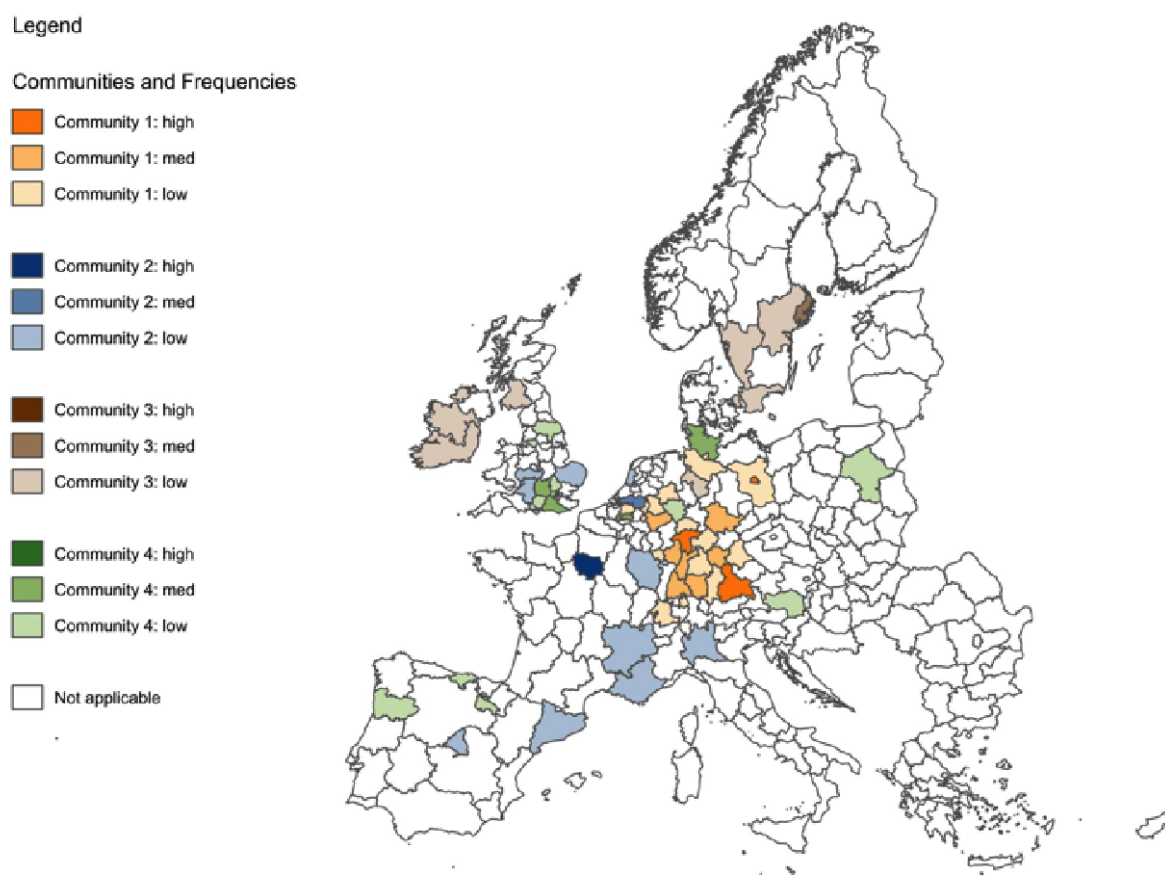 Legend
Communities and Frequencies
Community 1: high
Community 1: med
Community 1: low
Community 2: high
Community 2: med
Community 2: low
Community 3: high
Community 3: med
Community 3: low
Community 4: high
Community 4: med
Community 4: low
Not applicable